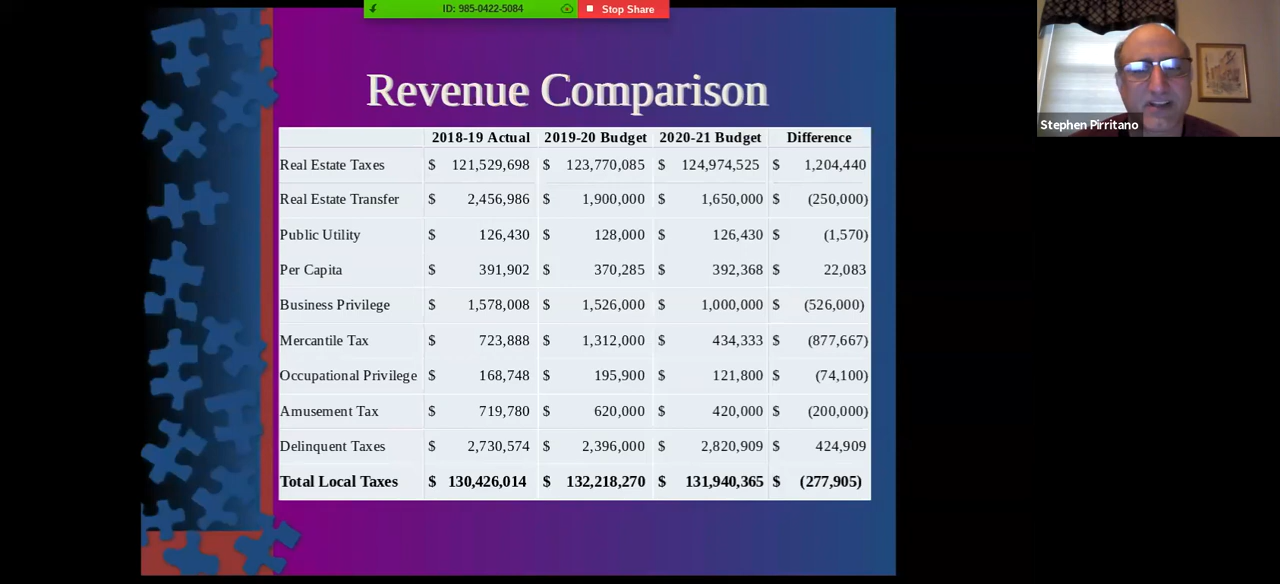 ID: 985-0422-5084 Stop Share
Stephen Pirritano
Revenue Comparison
2018-19 Actual 2019-20 Budget 2020-21 Budget Difference
Real Estate Taxes $ 121,529,698 $ 123,770,085 $ 124,974,525 $ 1,204,440
Real Estate Transfer $ 2,456,986 $ 1,900,000 $ 1,650,000 $ (250,000)
Public Utility $ 126,430 $ 128,000 $ 126,430 $ (1,570)
Per Capita $ 391,902 $ 370,285 $ 392,368 $ 22,083
Business Privilege $ 1,578,008 $ 1,526,000 $ 1,000,000 $ (526,000)
Mercantile Tax $ 723,888 $ 1,312,000 $ 434,333 $ (877,667)
Occupational Privilege $ 168,748 $ 195,900 $ 121,800 $ (74,100)
Amusement Tax $ 719,780 $ 620,000 $ 420,000 $ (200,000)
Delinquent Taxes $ 2,730,574 $ 2,396,000 $ 2,820,909 $ 424,909
Total Local Taxes $ 130,426,014 $ 132,218,270 $ 131,940,365 $ (277,905)